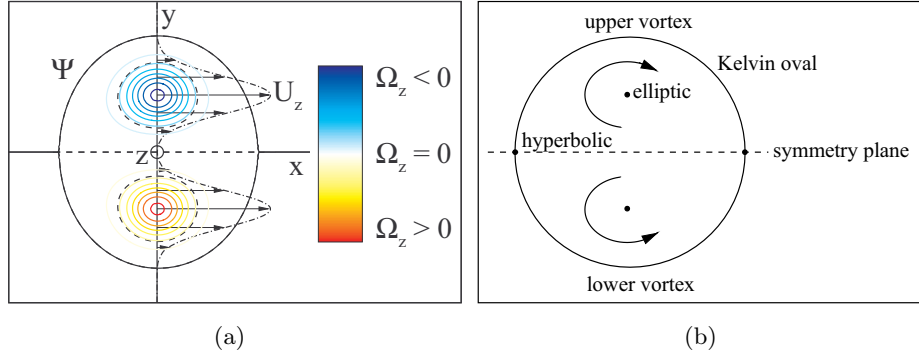 y
Ψ
U_z
z
x
Ω_z < 0
Ω_z = 0
Ω_z > 0
(a)
upper vortex
Kelvin oval
elliptic
hyperbolic
symmetry plane
lower vortex
(b)